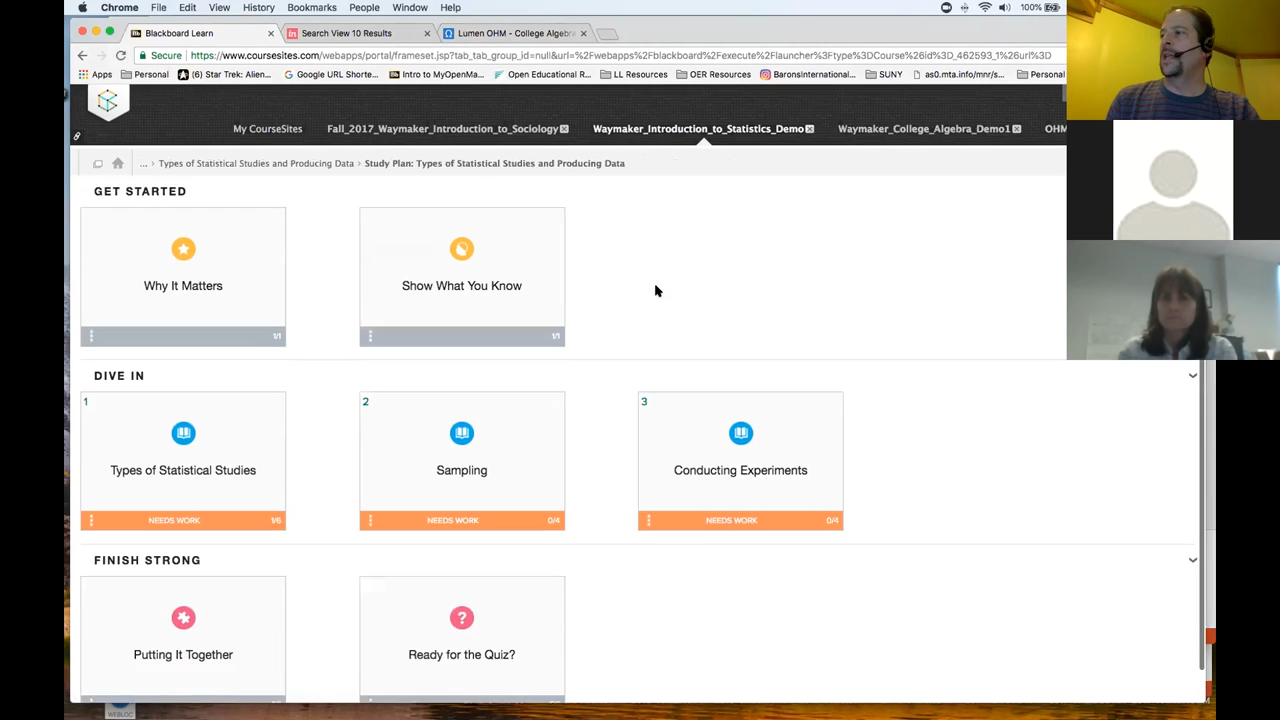 Chrome File Edit View History Bookmarks People Window Help 100%
Blackboard Learn Search View 10 Results Lumen OHM - College Algebra
Secure https://www.coursesites.com/webapps/portal/frameset.jsp?tab_tab_group_id=null&url=%2Fwebapps%2Fblackboard%2Fexecute%2Flauncher%3Ftype%3DCourse%26id%3D_462593_1%26url%3D
Apps Personal (6) Star Trek: Alien... Google URL Shorte... Intro to MyOpenMa... Open Educational R... LL Resources OER Resources BaronsInternational... SUNY as0.mta.info/mnr/s... Personal
My CourseSites Fall_2017_Waymaker_Introduction_to_Sociology Waymaker_Introduction_to_Statistics_Demo Waymaker_College_Algebra_Demo1 OHM
... > Types of Statistical Studies and Producing Data > Study Plan: Types of Statistical Studies and Producing Data
GET STARTED
Why It Matters
1/1
Show What You Know
1/1
DIVE IN
1
Types of Statistical Studies
NEEDS WORK 1/6
2
Sampling
NEEDS WORK 0/4
3
Conducting Experiments
NEEDS WORK 0/4
FINISH STRONG
Putting It Together
Ready for the Quiz?
WEBLOC